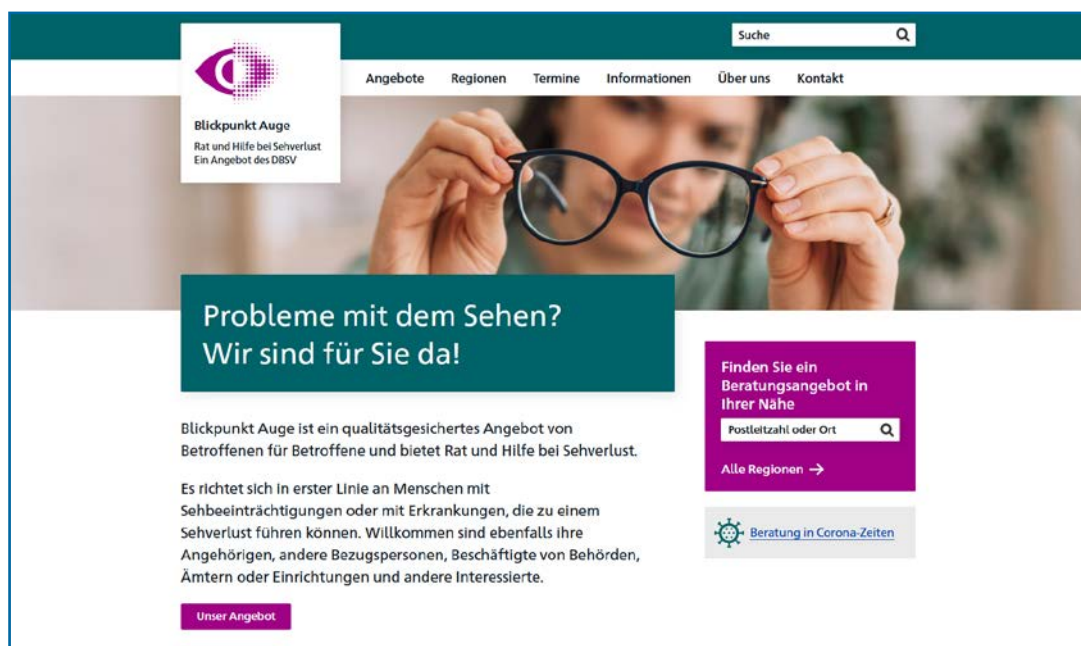 Suche
Angebote Regionen Termine Informationen Über uns Kontakt
Blickpunkt Auge
Rat und Hilfe bei Sehverlust
Ein Angebot des DBSV
Probleme mit dem Sehen?
Wir sind für Sie da!
Blickpunkt Auge ist ein qualitätsgesichertes Angebot von
Betroffenen für Betroffene und bietet Rat und Hilfe bei Sehverlust.
Es richtet sich in erster Linie an Menschen mit
Sehbeeinträchtigungen oder mit Erkrankungen, die zu einem
Sehverlust führen können. Willkommen sind ebenfalls ihre
Angehörigen, andere Bezugspersonen, Beschäftigte von Behörden,
Ämtern oder Einrichtungen und andere Interessierte.
Unser Angebot
Finden Sie ein
Beratungsangebot in
Ihrer Nähe
Postleitzahl oder Ort
Alle Regionen →
Beratung in Corona-Zeiten